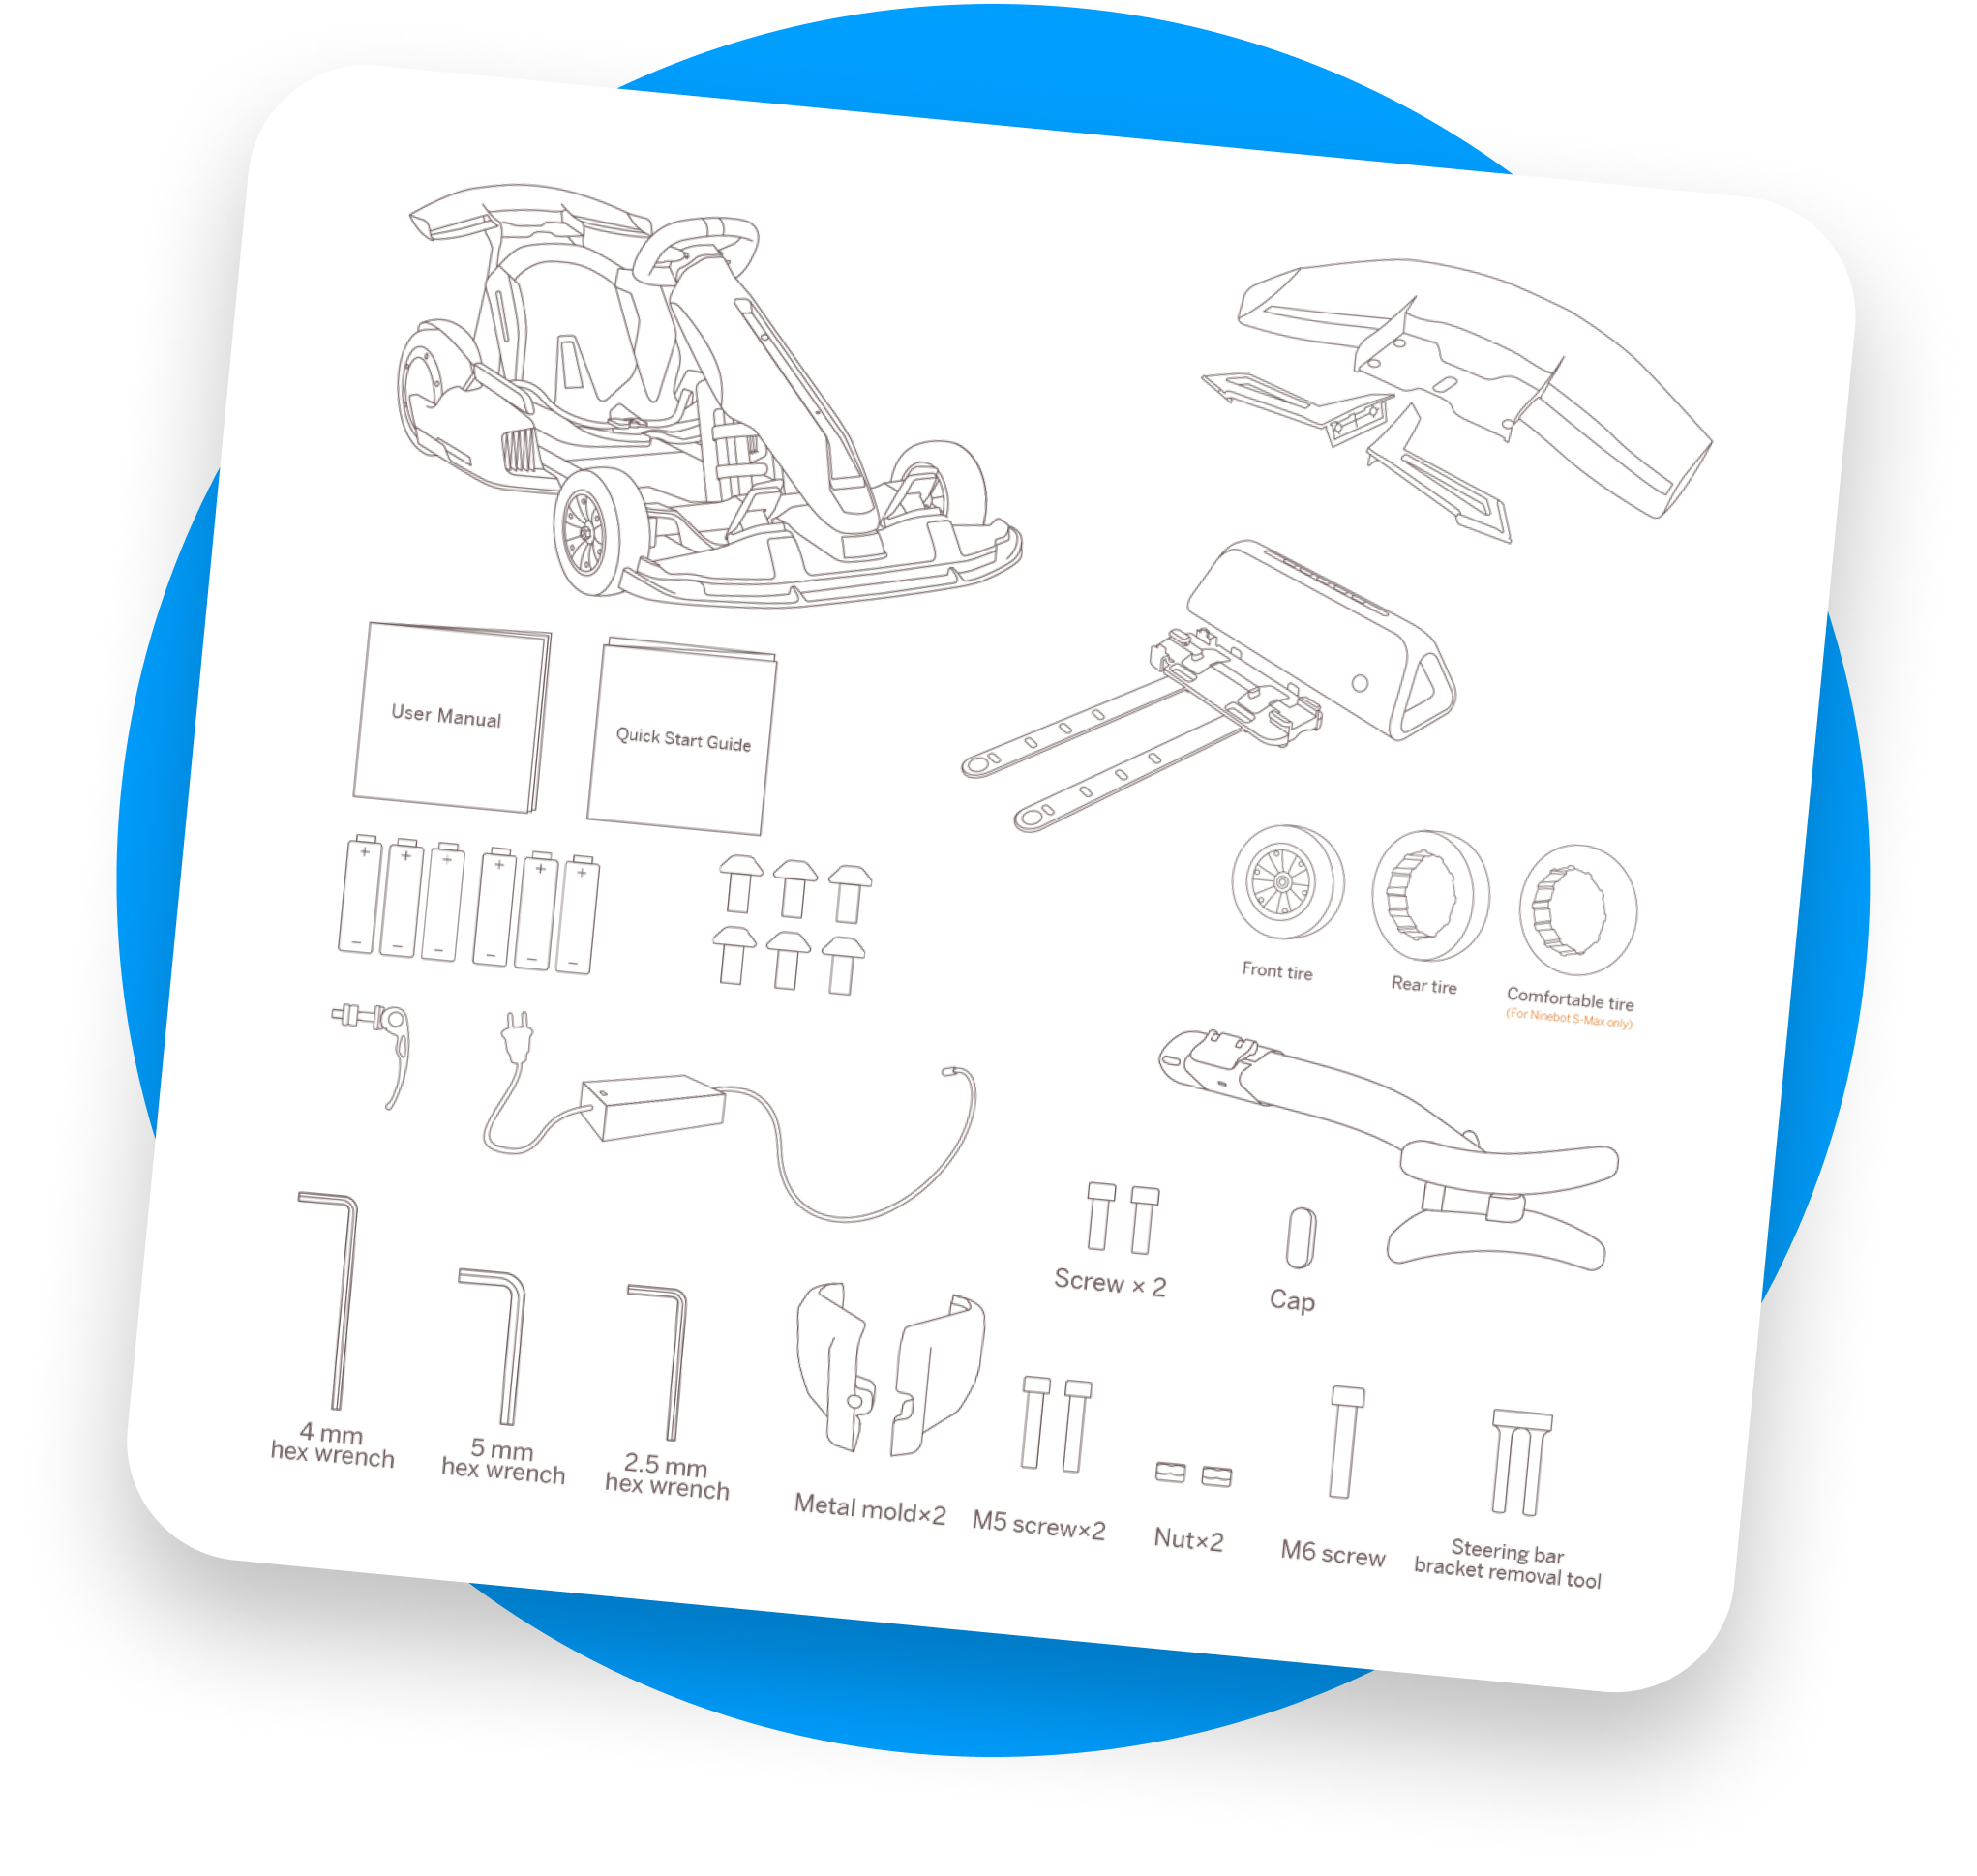 User Manual
Quick Start Guide
+ + + + + +
− − − − − −
Front tire
Rear tire
Comfortable tire
(For Ninebot S-Max only)
Screw × 2
Cap
4 mm
hex wrench
5 mm
hex wrench
2.5 mm
hex wrench
Metal mold×2
M5 screw×2
Nut×2
M6 screw
Steering bar
bracket removal tool